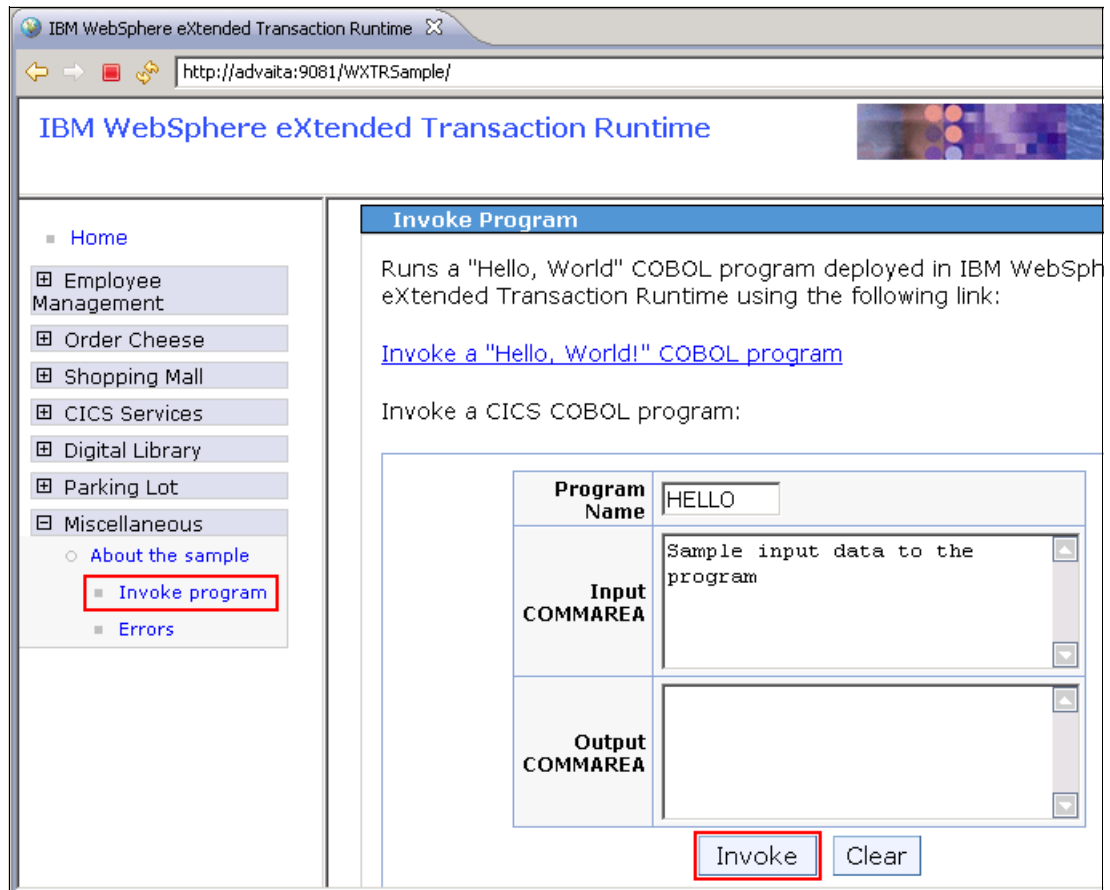 IBM WebSphere eXtended Transaction Runtime
http://advaita:9081/WXTRSample/
IBM WebSphere eXtended Transaction Runtime
Home
Employee
Management
Order Cheese
Shopping Mall
CICS Services
Digital Library
Parking Lot
Miscellaneous
About the sample
Invoke program
Errors
Invoke Program
Runs a "Hello, World" COBOL program deployed in IBM WebSph
eXtended Transaction Runtime using the following link:
Invoke a "Hello, World!" COBOL program
Invoke a CICS COBOL program:
Program
Name
HELLO
Input
COMMAREA
Sample input data to the
program
Output
COMMAREA
Invoke Clear